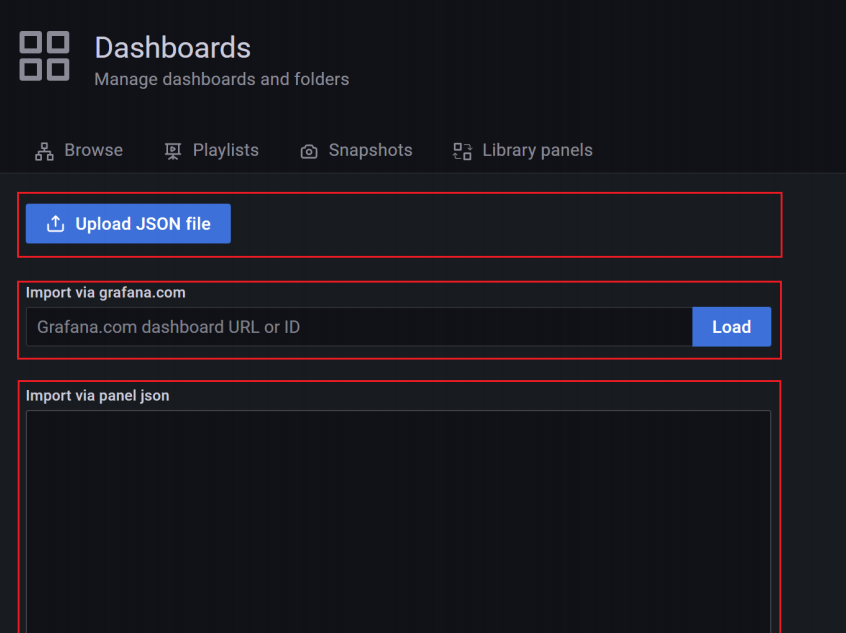 Dashboards
Manage dashboards and folders
Browse Playlists Snapshots Library panels
Upload JSON file
Import via grafana.com
Grafana.com dashboard URL or ID Load
Import via panel json